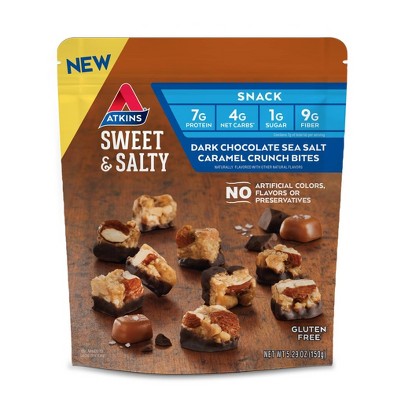 NEW
ATKINS
SWEET
& SALTY
SNACK
7G
PROTEIN
4G
NET CARBS*
1G
SUGAR
9G
FIBER
DARK CHOCOLATE SEA SALT
CARAMEL CRUNCH BITES
NATURALLY FLAVORED WITH OTHER NATURAL FLAVORS
NO ARTIFICIAL COLORS,
FLAVORS OR
PRESERVATIVES
GLUTEN
FREE
NET WT 5.29 OZ (150g)